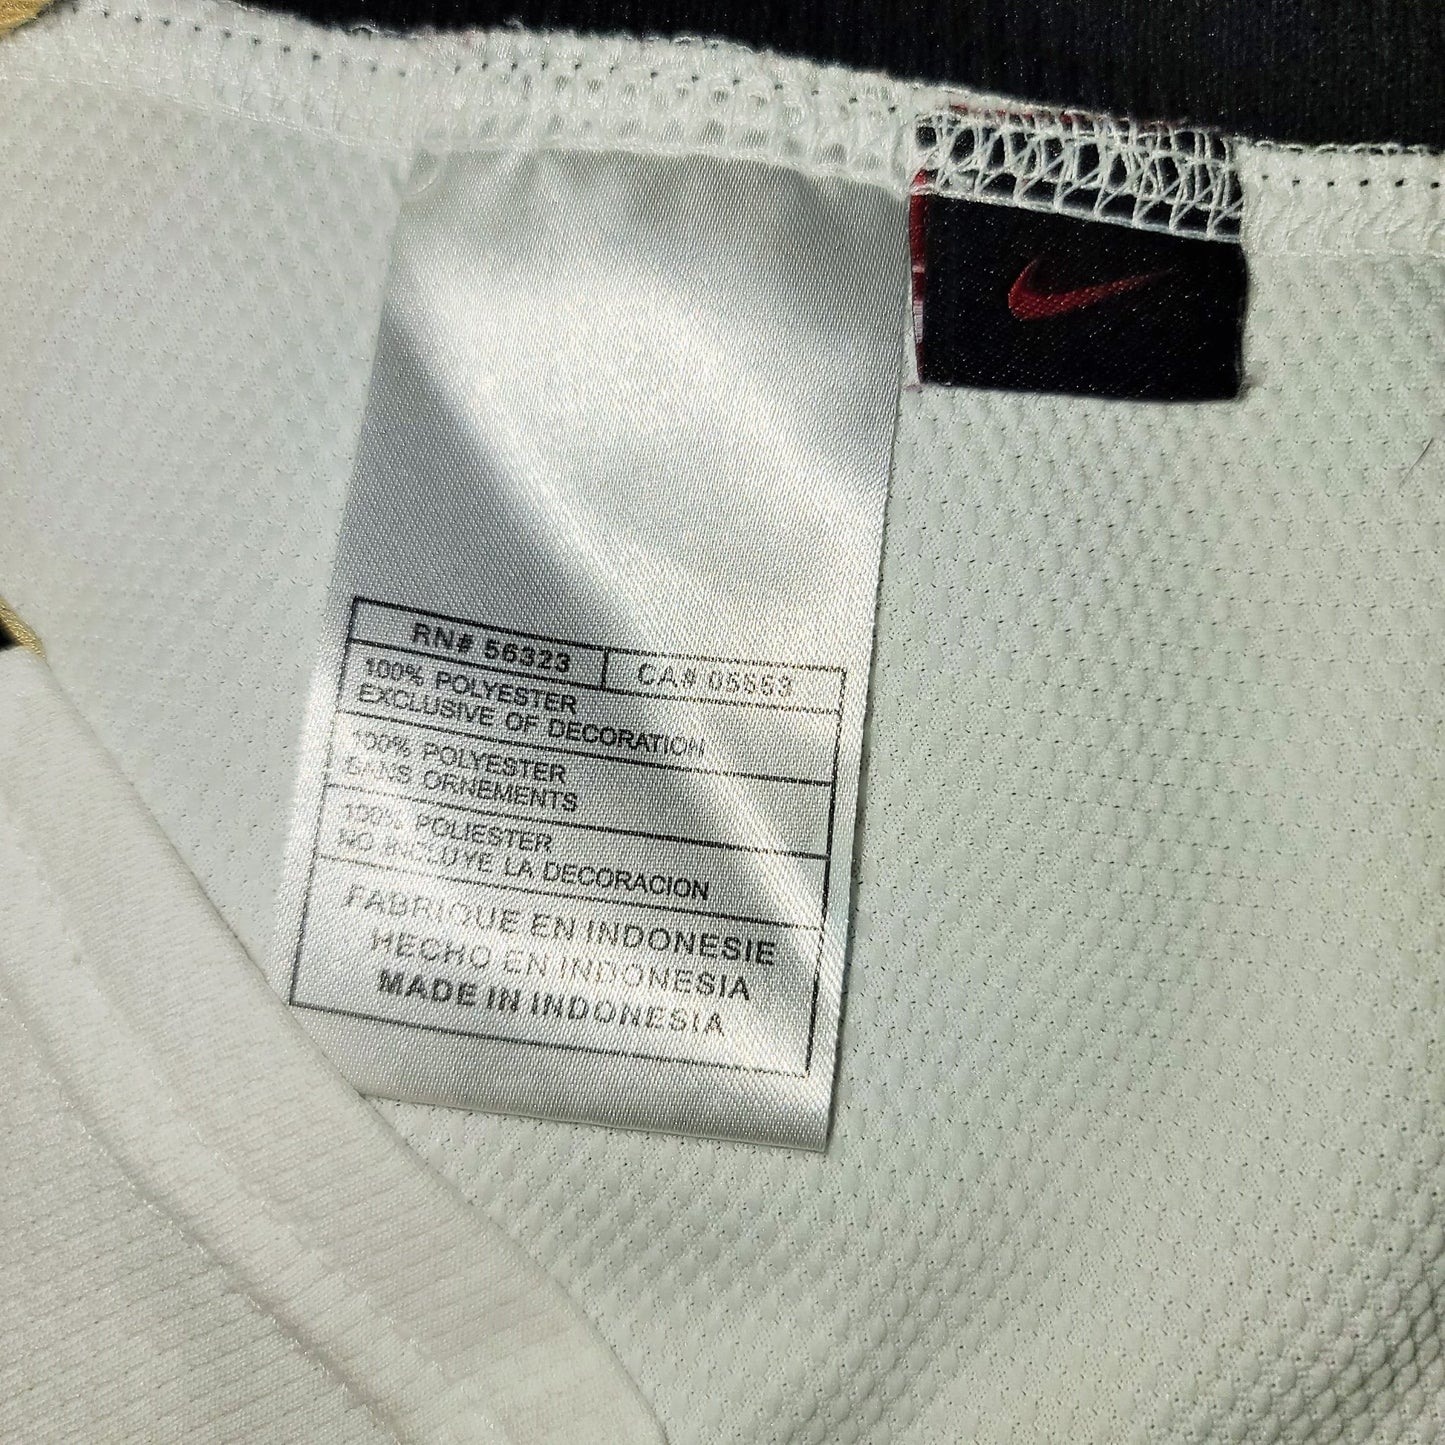 RN# 56323 CA# 05553
100% POLYESTER
EXCLUSIVE OF DECORATION
100% POLYESTER
SANS ORNEMENTS
100% POLIESTER
NO INCLUYE LA DECORACION
FABRIQUE EN INDONESIE
HECHO EN INDONESIA
MADE IN INDONESIA